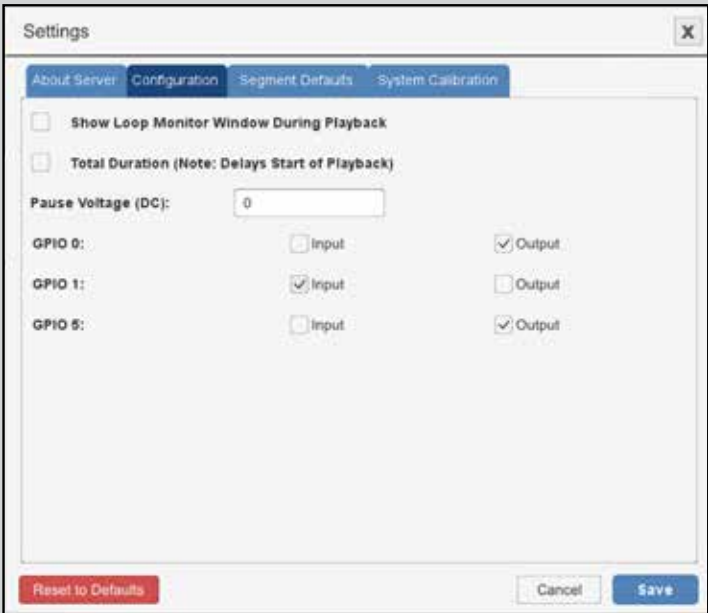 Settings
X
About Server Configuration Segment Defaults System Calibration
Show Loop Monitor Window During Playback
Total Duration (Note: Delays Start of Playback)
Pause Voltage (DC): 0
GPIO 0: Input Output
GPIO 1: Input Output
GPIO 5: Input Output
Reset to Defaults Cancel Save